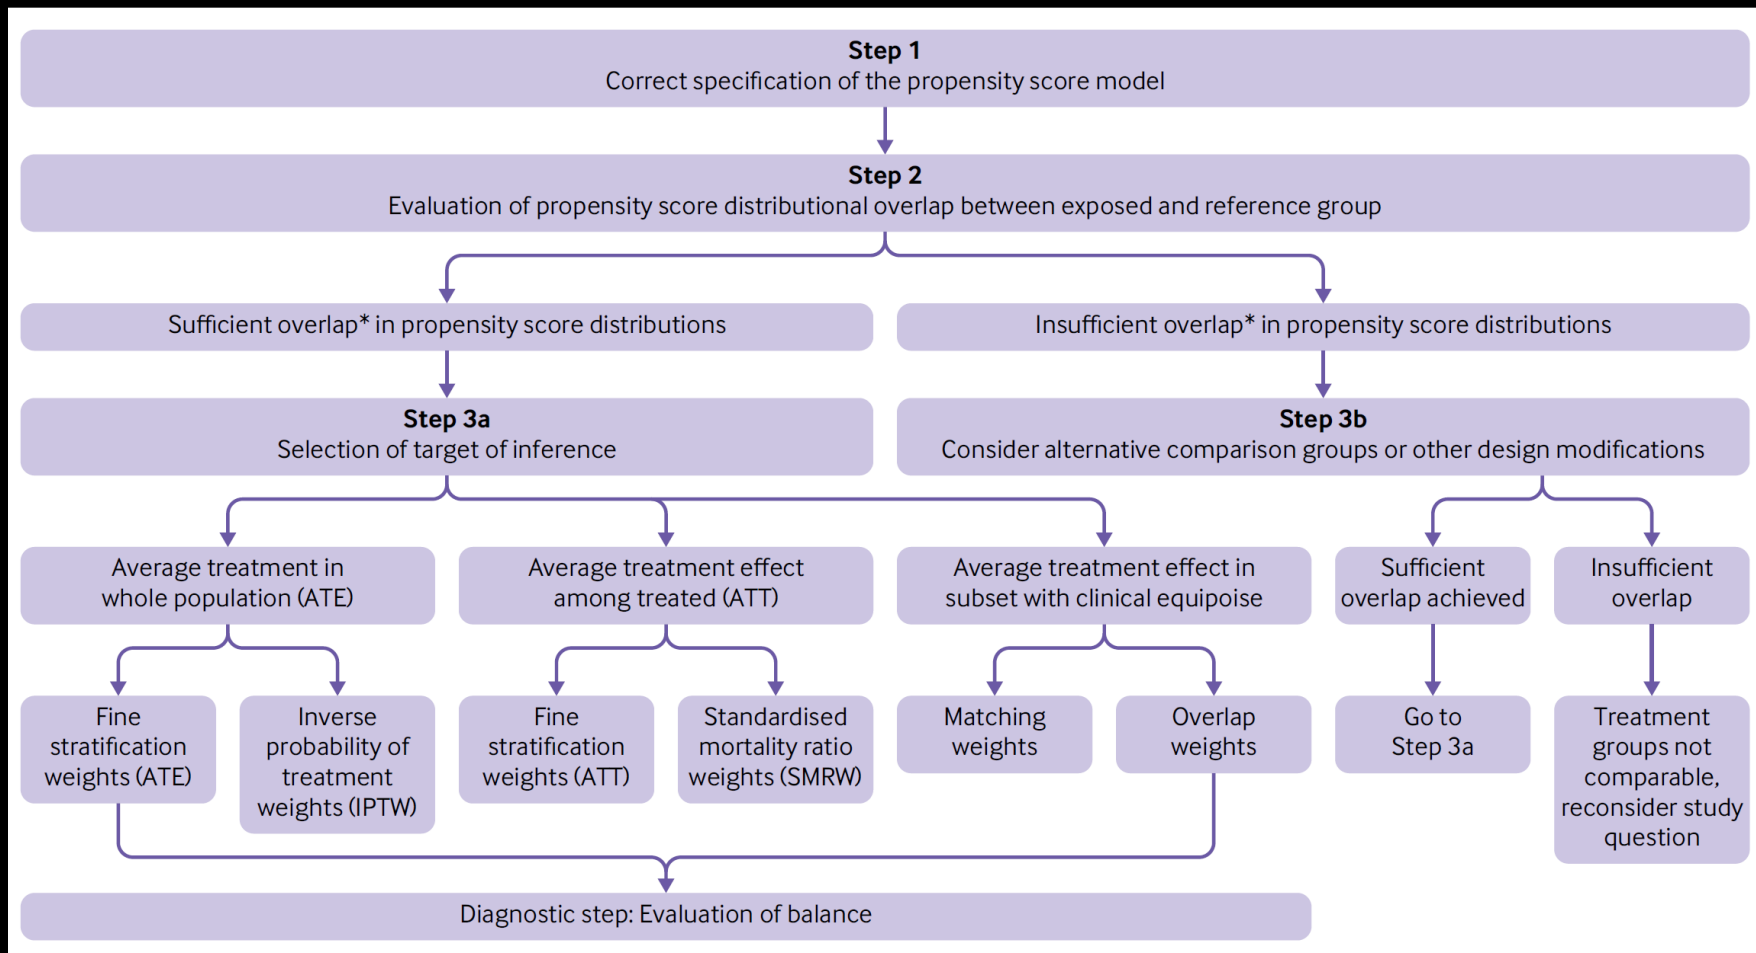 Step 1
Correct specification of the propensity score model
Step 2
Evaluation of propensity score distributional overlap between exposed and reference group
Sufficient overlap* in propensity score distributions
Insufficient overlap* in propensity score distributions
Step 3a
Selection of target of inference
Step 3b
Consider alternative comparison groups or other design modifications
Average treatment in
whole population (ATE)
Average treatment effect
among treated (ATT)
Average treatment effect in
subset with clinical equipoise
Sufficient
overlap achieved
Insufficient
overlap
Fine
stratification
weights (ATE)
Inverse
probability of
treatment
weights (IPTW)
Fine
stratification
weights (ATT)
Standardised
mortality ratio
weights (SMRW)
Matching
weights
Overlap
weights
Go to
Step 3a
Treatment
groups not
comparable,
reconsider study
question
Diagnostic step: Evaluation of balance